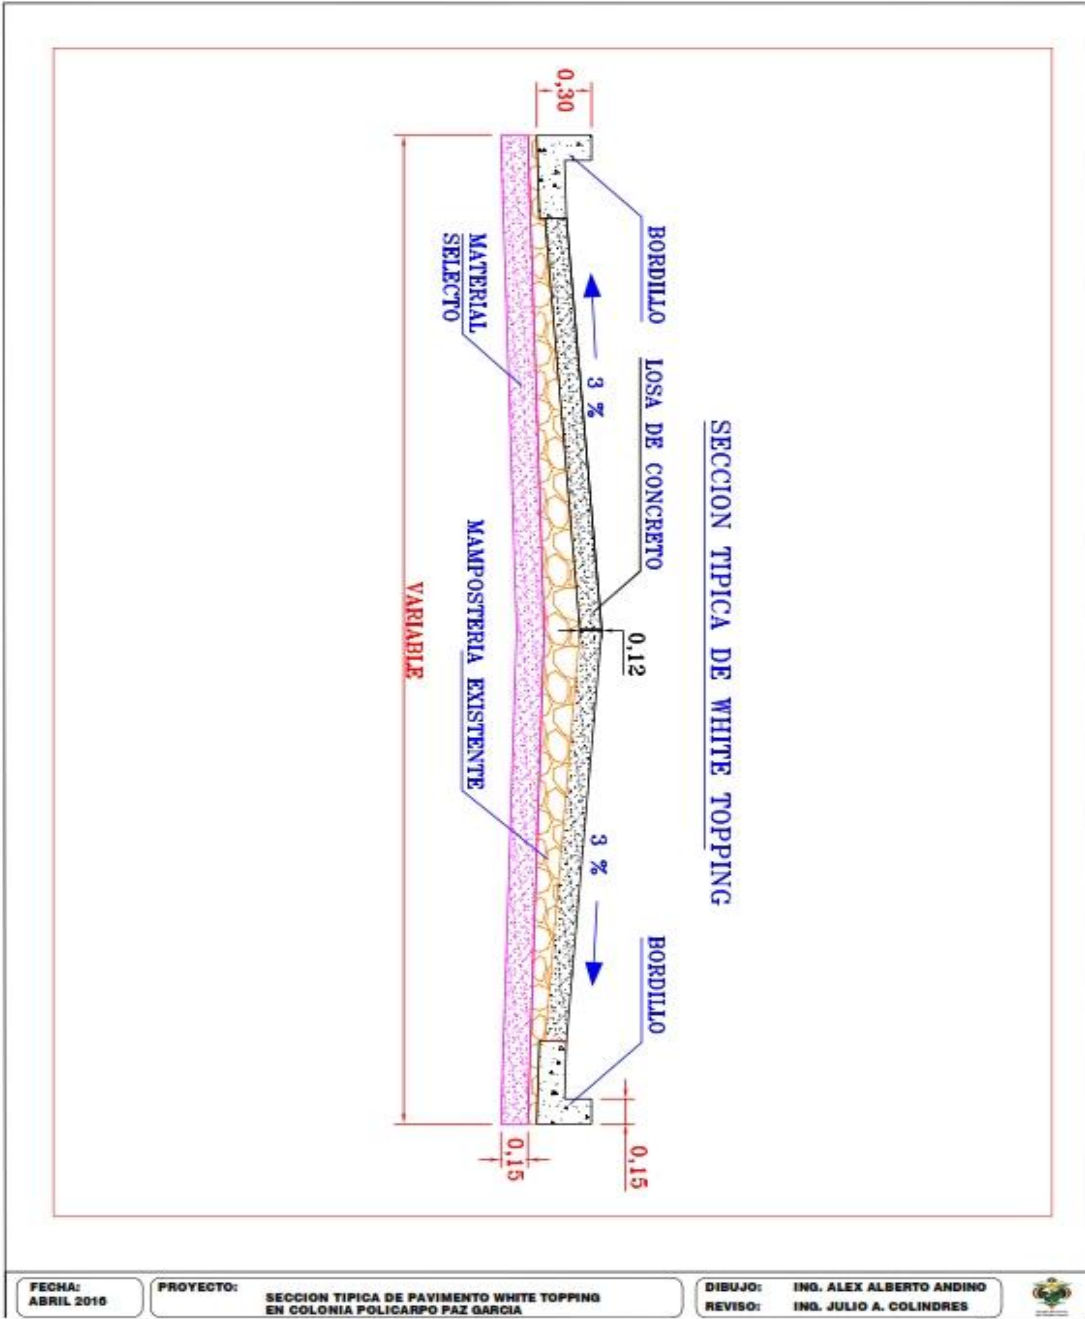 SECCION TIPICA DE WHITE TOPPING
BORDILLO
LOSA DE CONCRETO
BORDILLO
0,30
3 %
0,12
3 %
0,15
MATERIAL
SELECTO
MAMPOSTERIA EXISTENTE
0,15
VARIABLE
FECHA:
ABRIL 2016
PROYECTO:
SECCION TIPICA DE PAVIMENTO WHITE TOPPING
EN COLONIA POLICARPO PAZ GARCIA
DIBUJO: ING. ALEX ALBERTO ANDINO
REVISO: ING. JULIO A. COLINDRES